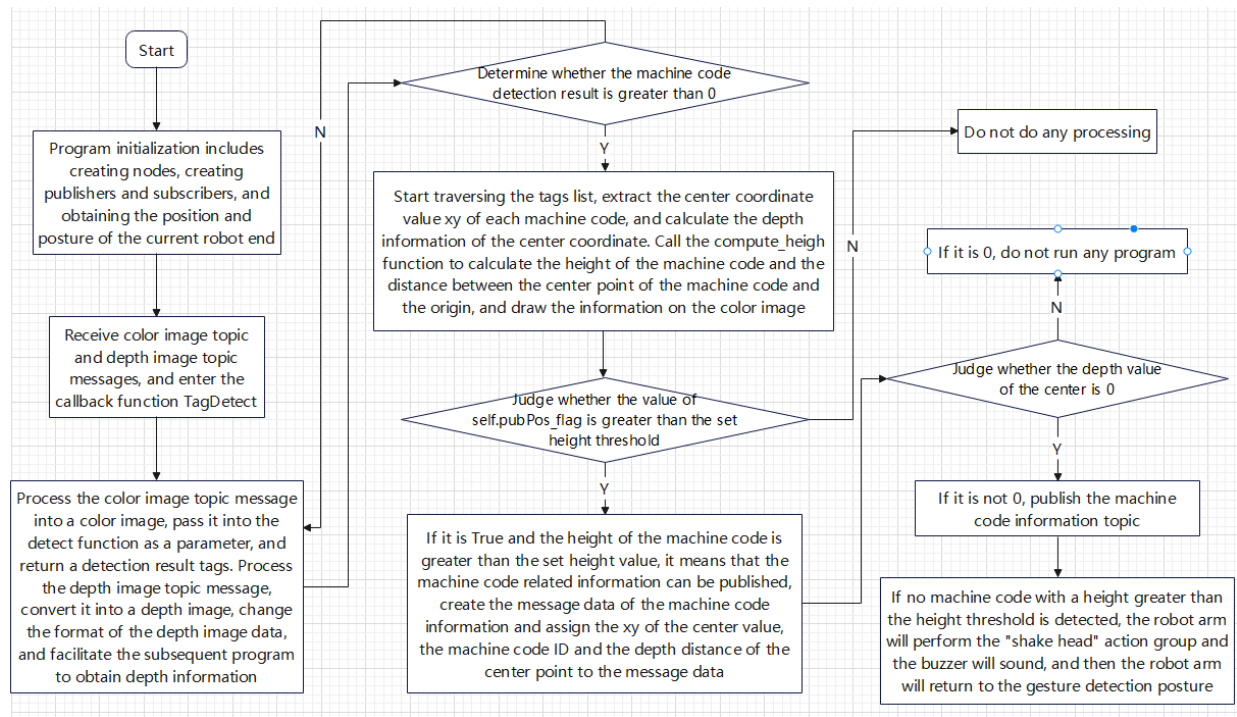 Start
Program initialization includes
creating nodes, creating
publishers and subscribers, and
obtaining the position and
posture of the current robot end
Receive color image topic
and depth image topic
messages, and enter the
callback function TagDetect
Process the color image topic message
into a color image, pass it into the
detect function as a parameter, and
return a detection result tags. Process
the depth image topic message,
convert it into a depth image, change
the format of the depth image data,
and facilitate the subsequent program
to obtain depth information
N
Determine whether the machine code
detection result is greater than 0
Y
Start traversing the tags list, extract the center coordinate
value xy of each machine code, and calculate the depth
information of the center coordinate. Call the compute_heigh
function to calculate the height of the machine code and the
distance between the center point of the machine code and
the origin, and draw the information on the color image
Judge whether the value of
self.pubPos_flag is greater than the set
height threshold
Y
If it is True and the height of the machine code is
greater than the set height value, it means that the
machine code related information can be published,
create the message data of the machine code
information and assign the xy of the center value,
the machine code ID and the depth distance of the
center point to the message data
N
Do not do any processing
If it is 0, do not run any program
N
Judge whether the depth value
of the center is 0
Y
If it is not 0, publish the machine
code information topic
If no machine code with a height greater than
the height threshold is detected, the robot arm
will perform the "shake head" action group and
the buzzer will sound, and then the robot arm
will return to the gesture detection posture